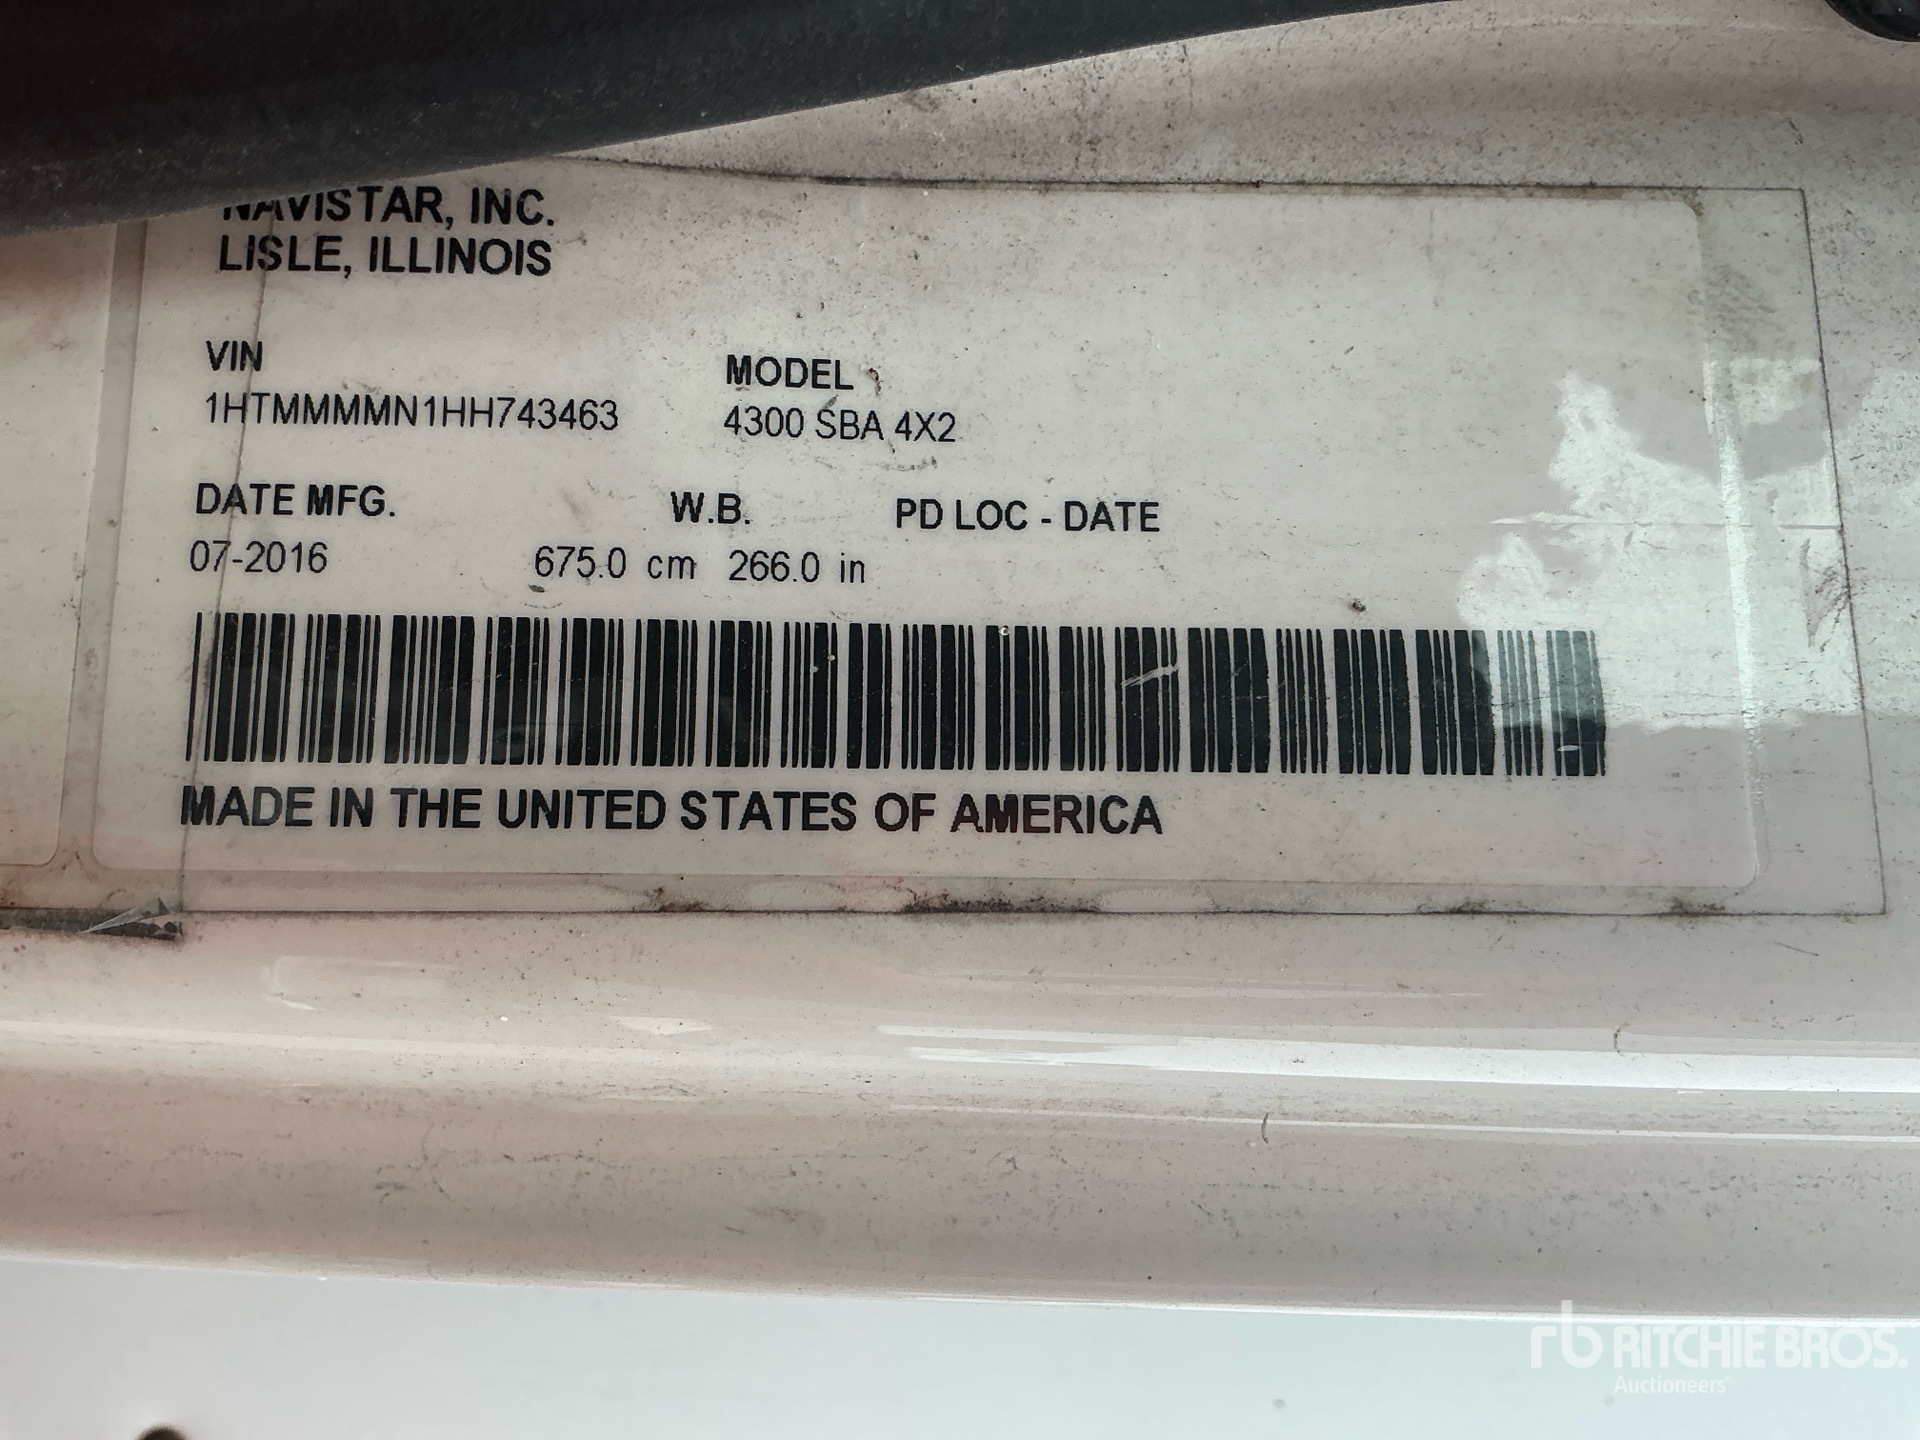 NAVISTAR, INC.
LISLE, ILLINOIS
VIN MODEL
1HTMMMMN1HH743463 4300 SBA 4X2
DATE MFG. W.B. PD LOC - DATE
07-2016 675.0 cm 266.0 in
MADE IN THE UNITED STATES OF AMERICA
rb RITCHIE BROS.
Auctioneers